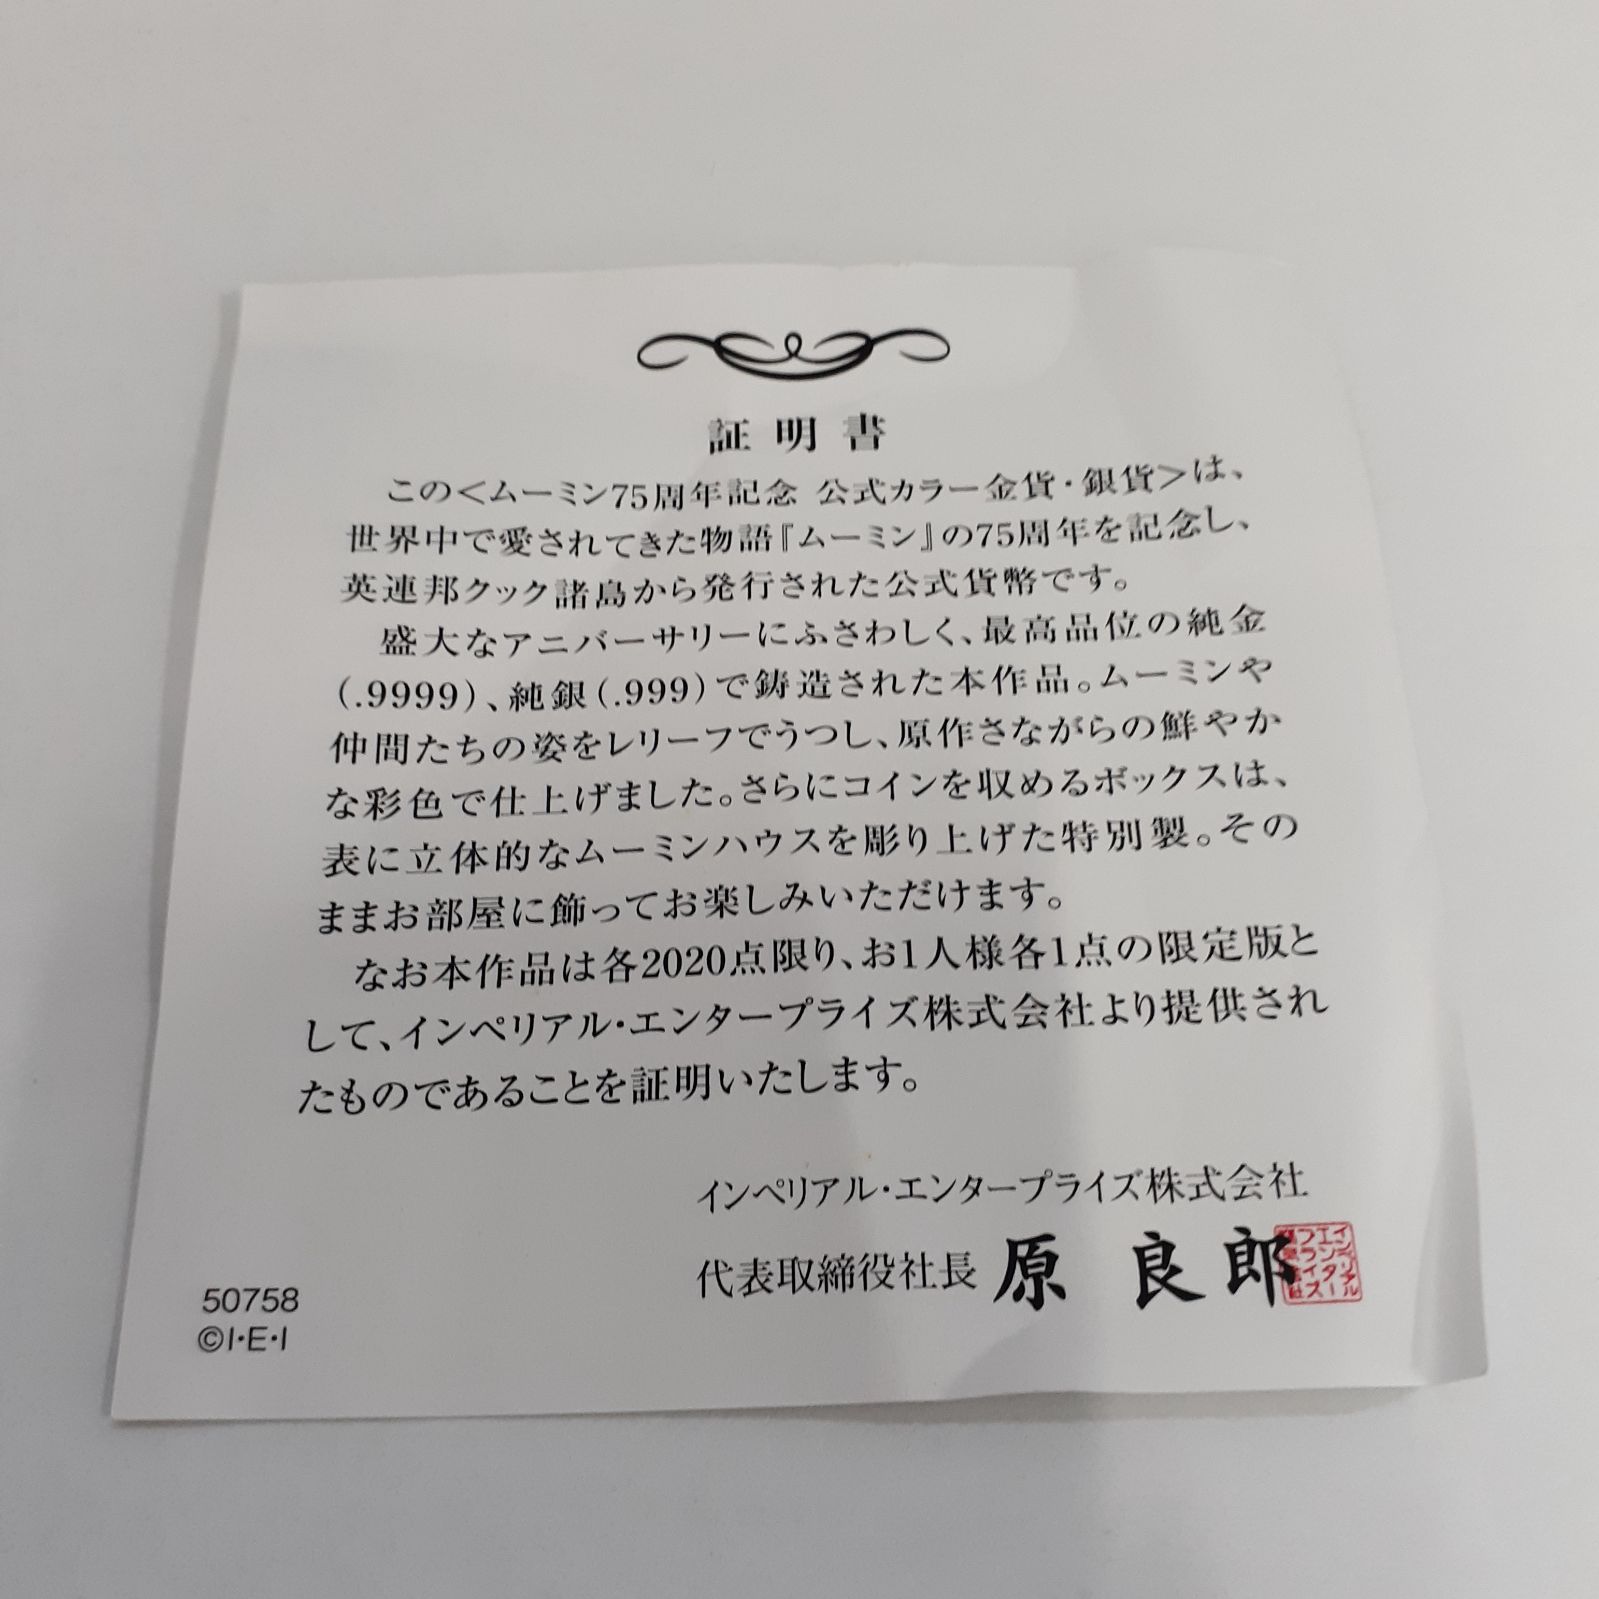 証明書
この＜ムーミン75周年記念 公式カラー金貨・銀貨＞は、
世界中で愛されてきた物語『ムーミン』の75周年を記念し、
英連邦クック諸島から発行された公式貨幣です。
盛大なアニバーサリーにふさわしく、最高品位の純金
(.9999)、純銀(.999)で鋳造された本作品。ムーミンや
仲間たちの姿をレリーフでうつし、原作さながらの鮮やか
な彩色で仕上げました。さらにコインを収めるボックスは、
表に立体的なムーミンハウスを彫り上げた特別製。その
ままお部屋に飾ってお楽しみいただけます。
なお本作品は各2020点限り、お1人様各1点の限定版と
して、インペリアル・エンタープライズ株式会社より提供され
たものであることを証明いたします。
インペリアル・エンタープライズ株式会社
代表取締役社長 原 良 郎
50758
©I・E・I